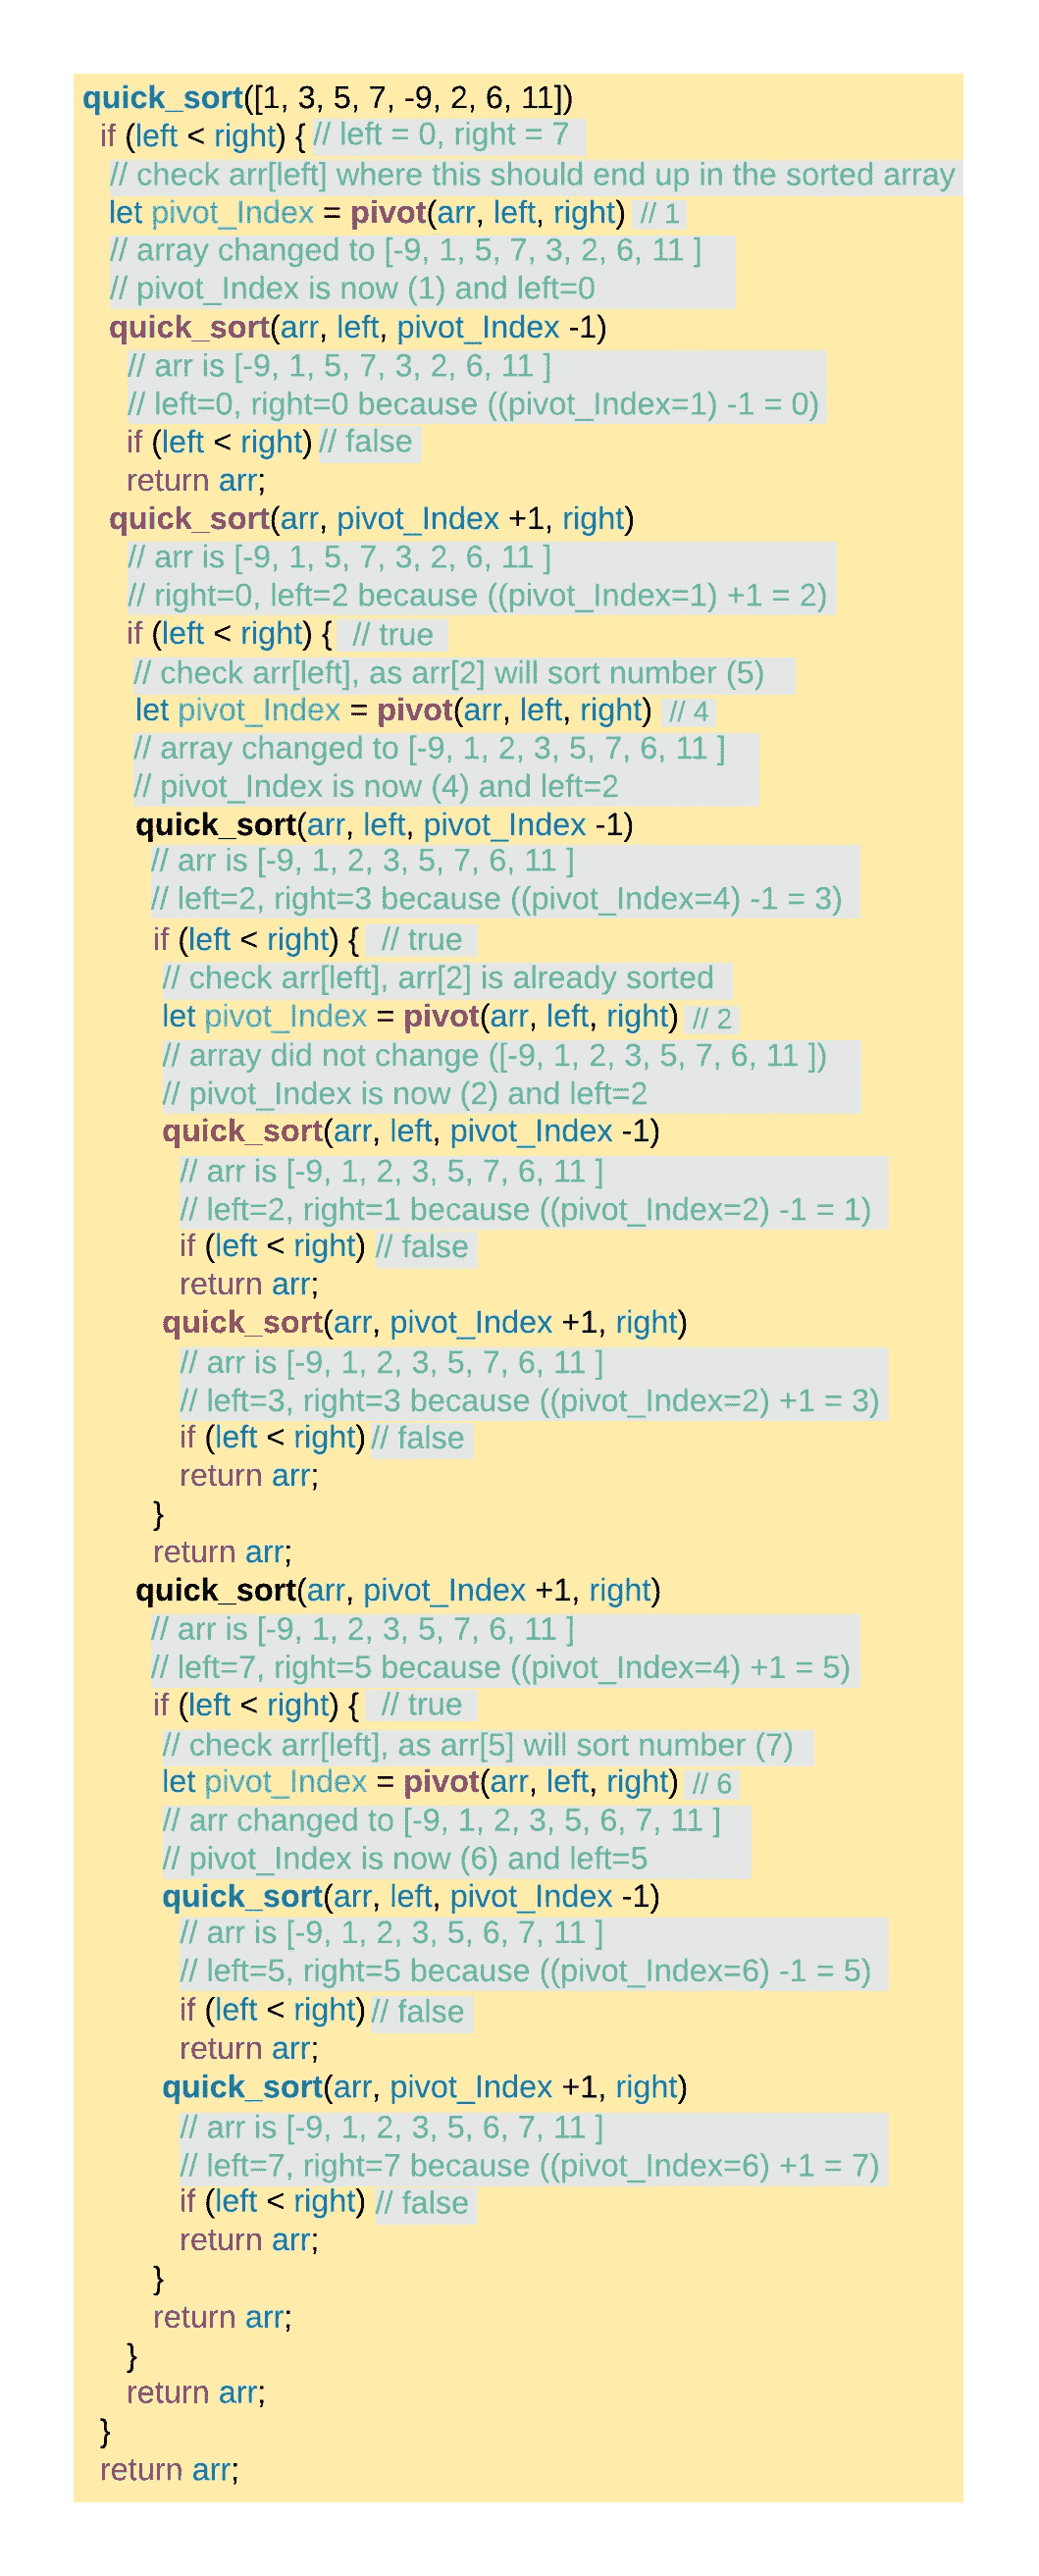 quick_sort([1, 3, 5, 7, -9, 2, 6, 11])
if (left < right) { // left = 0, right = 7
// check arr[left] where this should end up in the sorted array
let pivot_Index = pivot(arr, left, right) // 1
// array changed to [-9, 1, 5, 7, 3, 2, 6, 11 ]
// pivot_Index is now (1) and left=0
quick_sort(arr, left, pivot_Index -1)
// arr is [-9, 1, 5, 7, 3, 2, 6, 11 ]
// left=0, right=0 because ((pivot_Index=1) -1 = 0)
if (left < right) // false
return arr;
quick_sort(arr, pivot_Index +1, right)
// arr is [-9, 1, 5, 7, 3, 2, 6, 11 ]
// right=0, left=2 because ((pivot_Index=1) +1 = 2)
if (left < right) { // true
// check arr[left], as arr[2] will sort number (5)
let pivot_Index = pivot(arr, left, right) // 4
// array changed to [-9, 1, 2, 3, 5, 7, 6, 11 ]
// pivot_Index is now (4) and left=2
quick_sort(arr, left, pivot_Index -1)
// arr is [-9, 1, 2, 3, 5, 7, 6, 11 ]
// left=2, right=3 because ((pivot_Index=4) -1 = 3)
if (left < right) { // true
// check arr[left], arr[2] is already sorted
let pivot_Index = pivot(arr, left, right) // 2
// array did not change ([-9, 1, 2, 3, 5, 7, 6, 11 ])
// pivot_Index is now (2) and left=2
quick_sort(arr, left, pivot_Index -1)
// arr is [-9, 1, 2, 3, 5, 7, 6, 11 ]
// left=2, right=1 because ((pivot_Index=2) -1 = 1)
if (left < right) // false
return arr;
quick_sort(arr, pivot_Index +1, right)
// arr is [-9, 1, 2, 3, 5, 7, 6, 11 ]
// left=3, right=3 because ((pivot_Index=2) +1 = 3)
if (left < right) // false
return arr;
}
return arr;
quick_sort(arr, pivot_Index +1, right)
// arr is [-9, 1, 2, 3, 5, 7, 6, 11 ]
// left=7, right=5 because ((pivot_Index=4) +1 = 5)
if (left < right) { // true
// check arr[left], as arr[5] will sort number (7)
let pivot_Index = pivot(arr, left, right) // 6
// arr changed to [-9, 1, 2, 3, 5, 6, 7, 11 ]
// pivot_Index is now (6) and left=5
quick_sort(arr, left, pivot_Index -1)
// arr is [-9, 1, 2, 3, 5, 6, 7, 11 ]
// left=5, right=5 because ((pivot_Index=6) -1 = 5)
if (left < right) // false
return arr;
quick_sort(arr, pivot_Index +1, right)
// arr is [-9, 1, 2, 3, 5, 6, 7, 11 ]
// left=7, right=7 because ((pivot_Index=6) +1 = 7)
if (left < right) // false
return arr;
}
return arr;
}
return arr;
}
return arr;